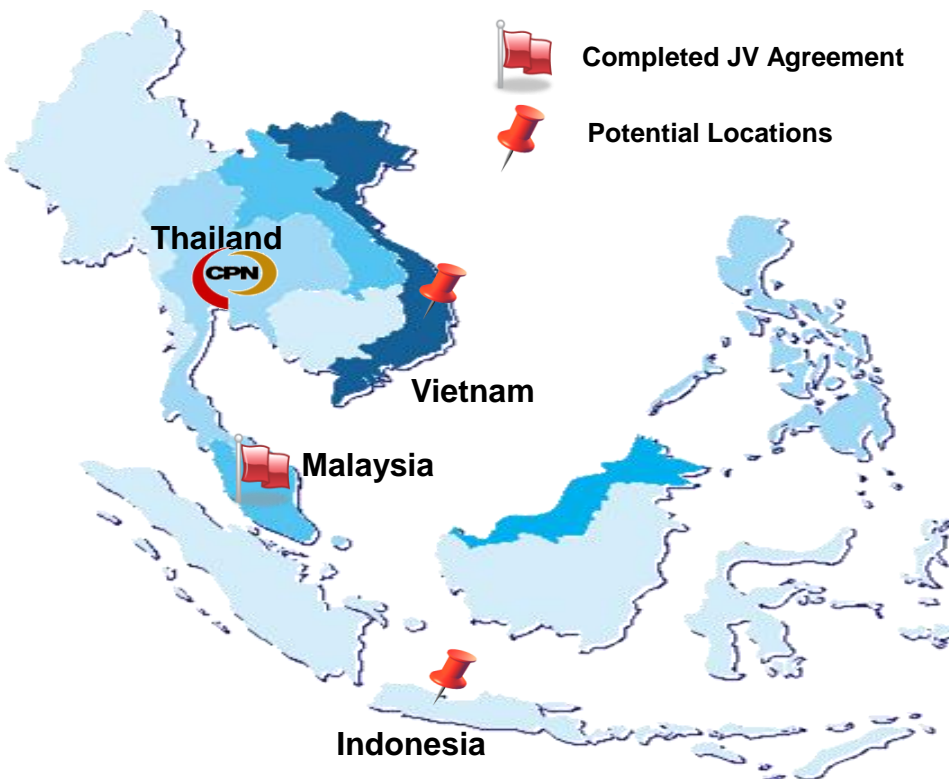 Completed JV Agreement
Potential Locations
Thailand
CPN
Vietnam
Malaysia
Indonesia